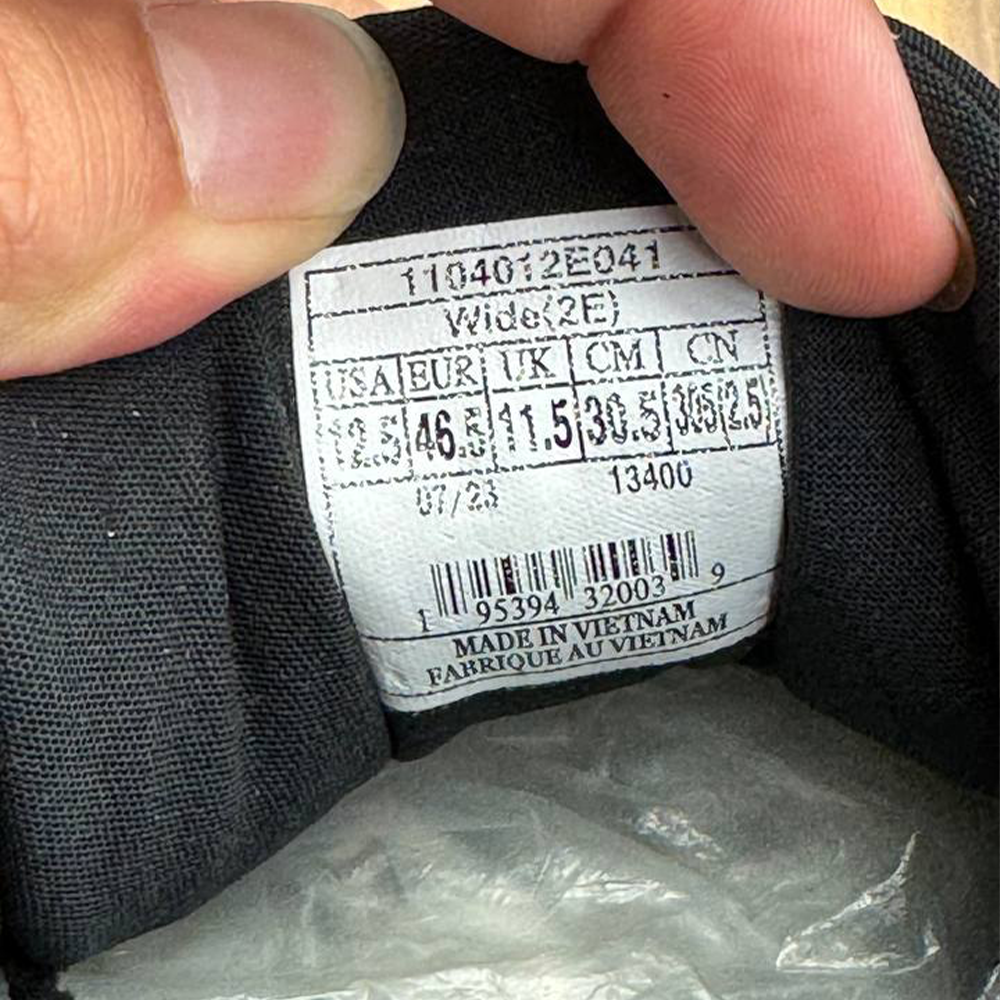 1104012E041
Wide(2E)
USA EUR UK CM CN
12.5 46.5 11.5 30.5 305 2.5
07/23 13400
1 95394 32003 9
MADE IN VIETNAM
FABRIQUE AU VIETNAM